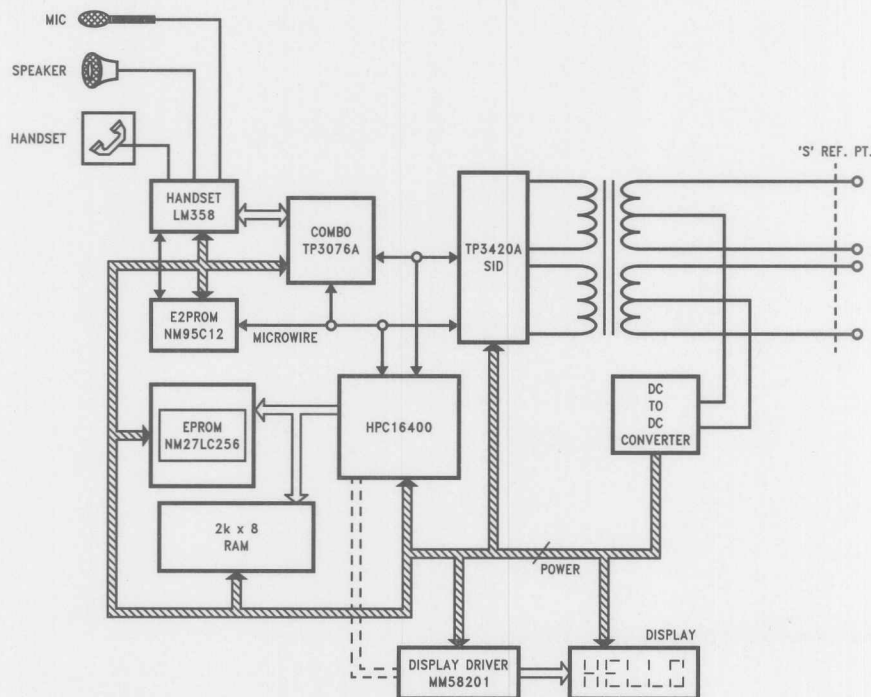 MIC
SPEAKER
HANDSET
'S' REF. PT.
HANDSET
LM358
COMBO
TP3076A
TP3420A
SID
E2PROM
NM95C12
MICROWIRE
EPROM
NM27LC256
HPC16400
DC
TO
DC
CONVERTER
2k x 8
RAM
POWER
DISPLAY
DISPLAY DRIVER
MM58201
HELLO